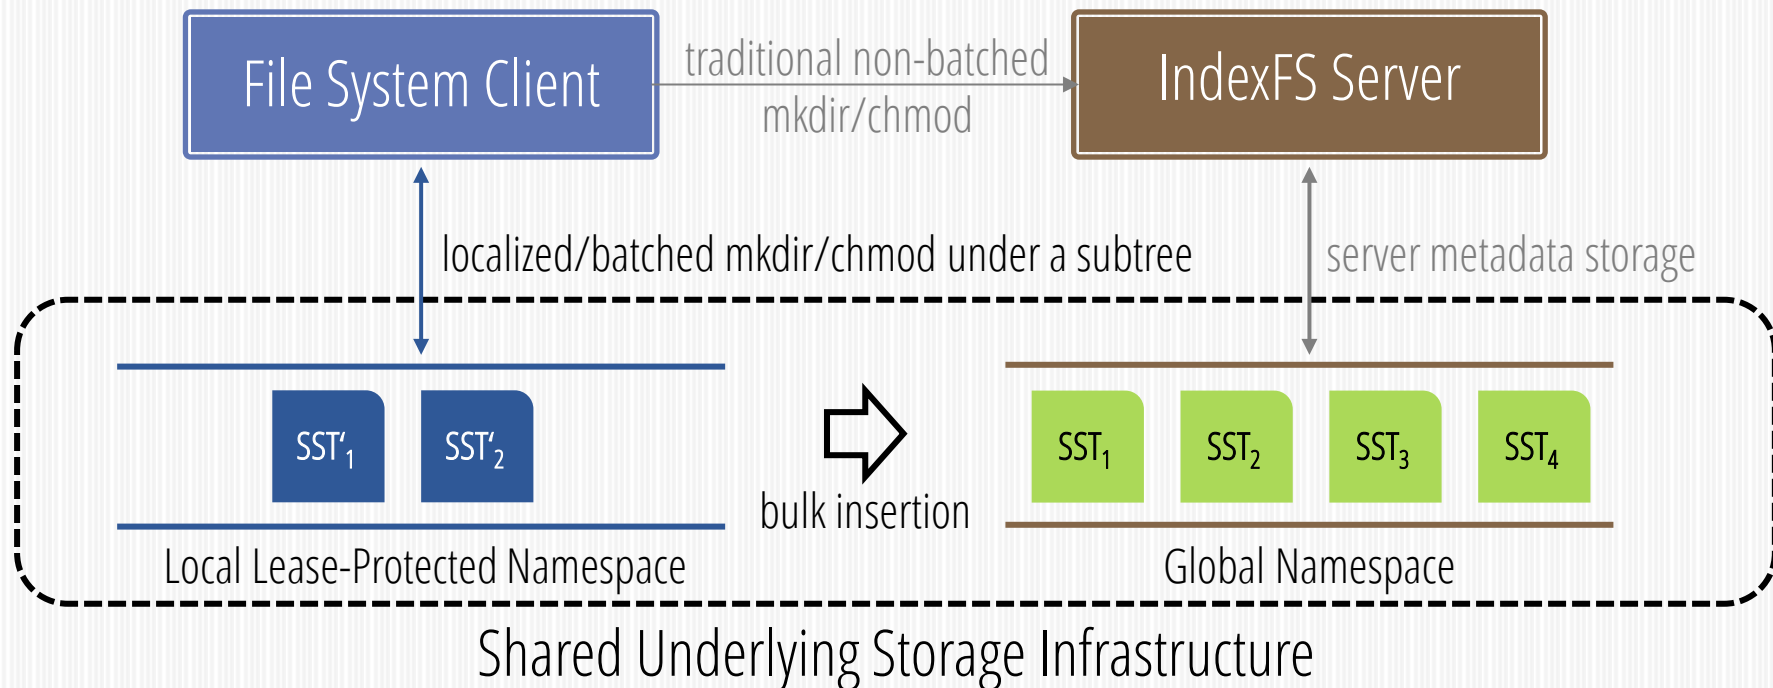 File System Client
traditional non-batched
mkdir/chmod
IndexFS Server
localized/batched mkdir/chmod under a subtree
server metadata storage
SST‘1
SST‘2
bulk insertion
SST1
SST2
SST3
SST4
Local Lease-Protected Namespace
Global Namespace
Shared Underlying Storage Infrastructure